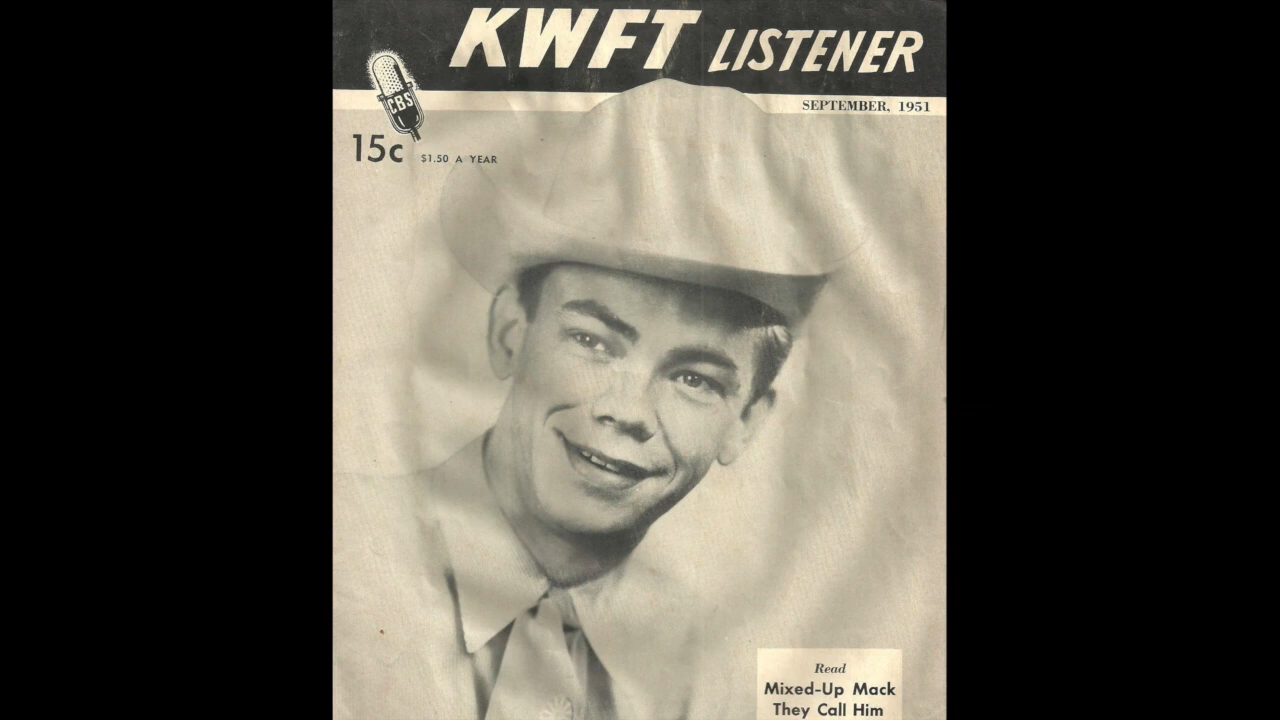 KWFT LISTENER
SEPTEMBER, 1951
CBS
15c $1.50 A YEAR
Read
Mixed-Up Mack
They Call Him